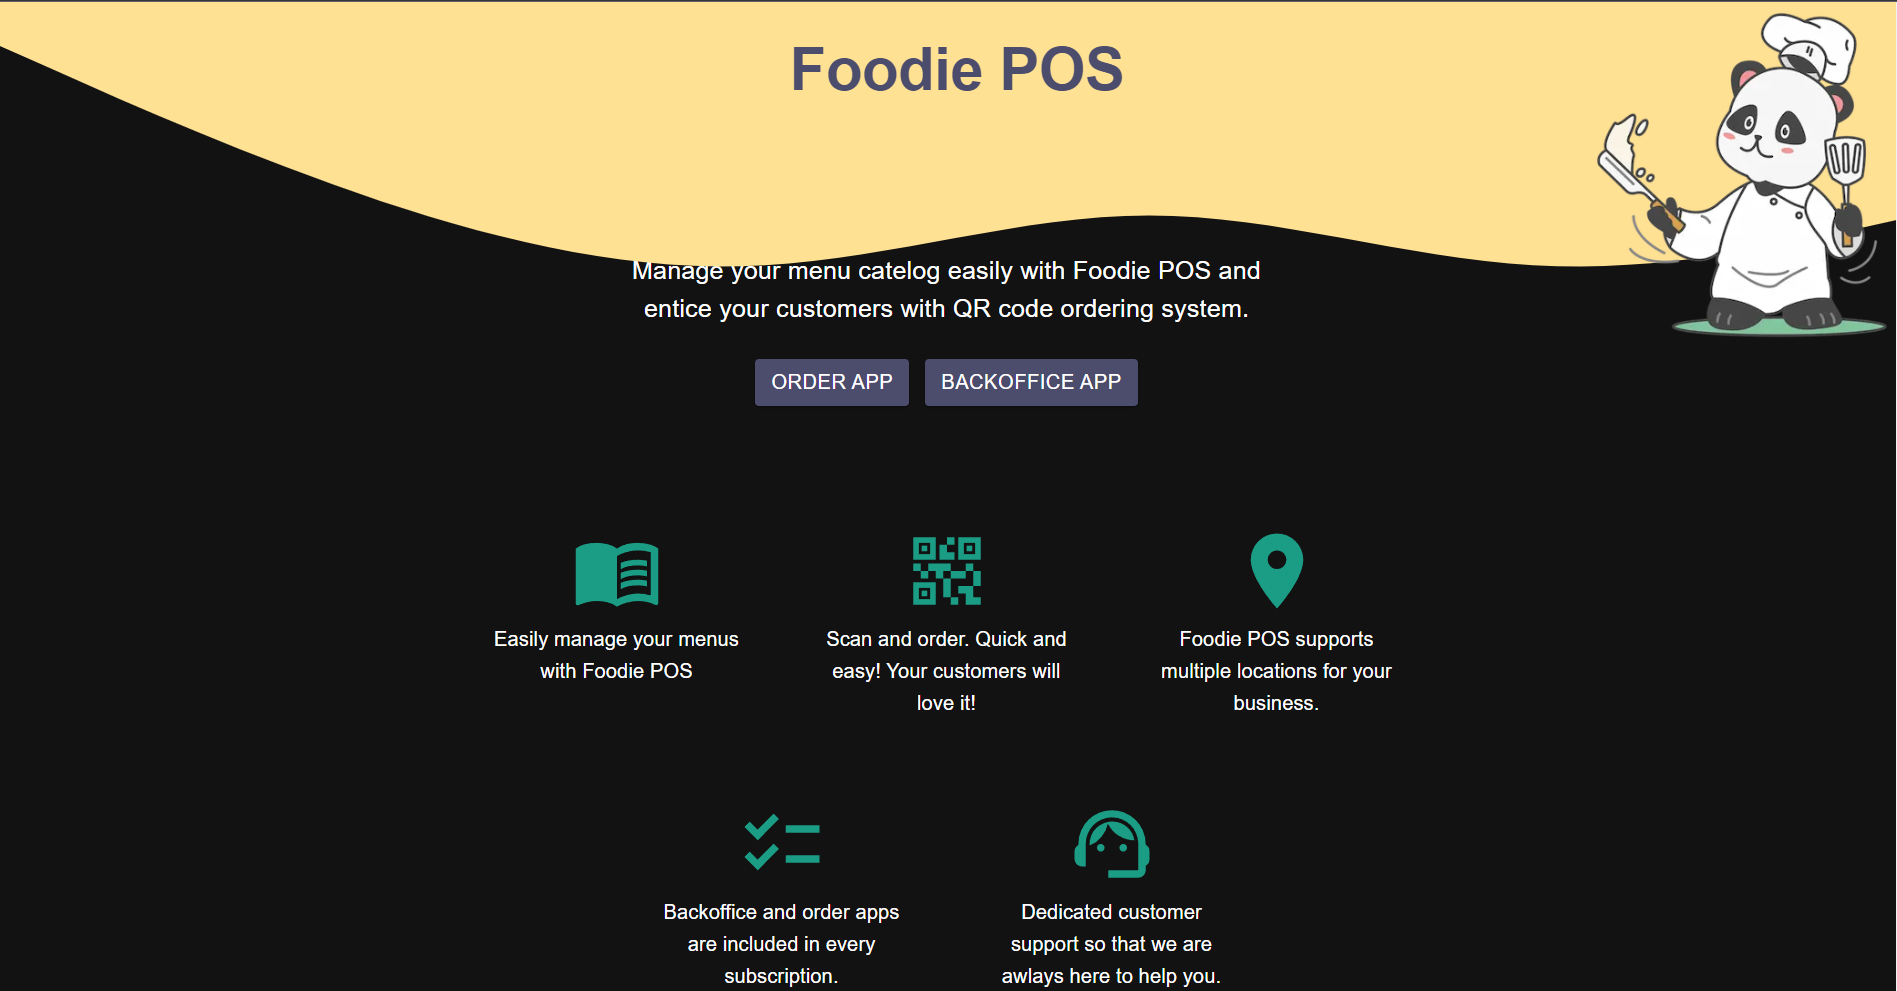 Foodie POS
Manage your menu catelog easily with Foodie POS and
entice your customers with QR code ordering system.
ORDER APP
BACKOFFICE APP
Easily manage your menus
with Foodie POS
Scan and order. Quick and
easy! Your customers will
love it!
Foodie POS supports
multiple locations for your
business.
Backoffice and order apps
are included in every
subscription.
Dedicated customer
support so that we are
awlays here to help you.